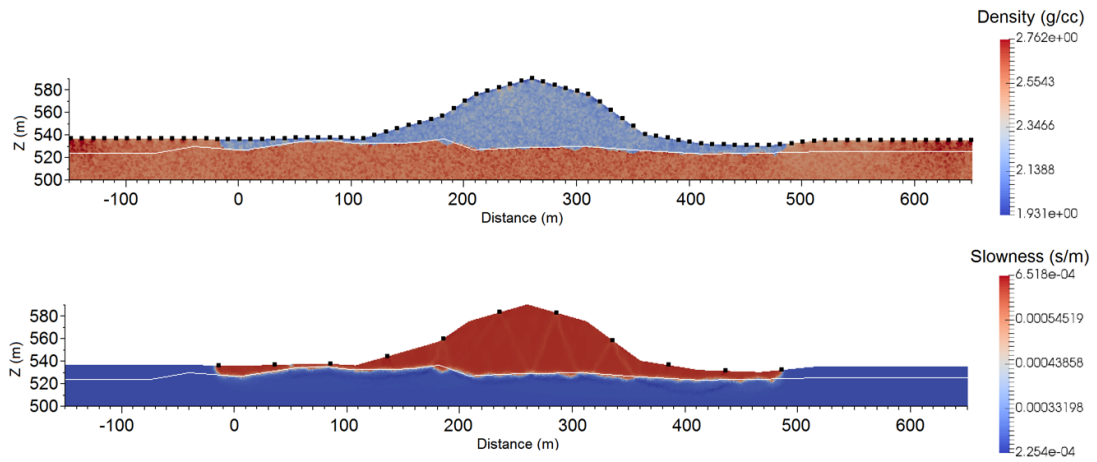 Density (g/cc)
2.762e+00
2.5543
2.3466
2.1388
1.931e+00
Z (m)
580
560
540
520
500
-100 0 100 200 300 400 500 600
Distance (m)
Slowness (s/m)
6.518e-04
0.00054519
0.00043858
0.00033198
2.254e-04
Z (m)
580
560
540
520
500
-100 0 100 200 300 400 500 600
Distance (m)